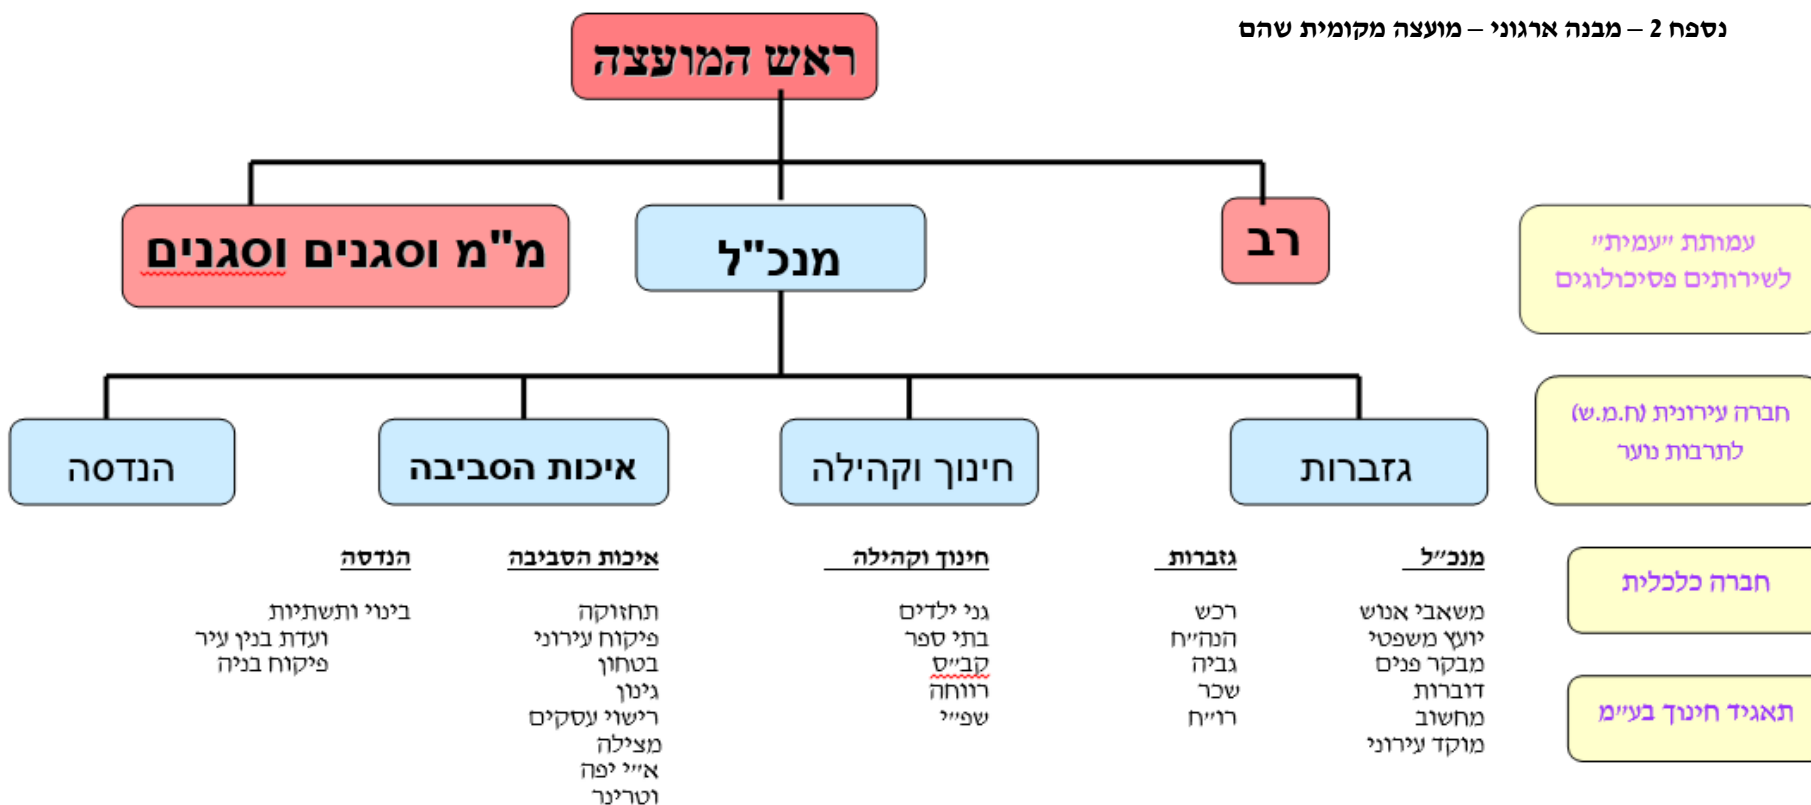 נספח 2 – מבנה ארגוני – מועצה מקומית שהם
ראש המועצה
רב
מנכ"ל
מ"מ וסגנים וסגנים
עמותת "עמית"
לשירותים פסיכולוגים
חברה עירונית (ח.מ.ש)
לתרבות נוער
חברה כלכלית
תאגיד חינוך בע"מ
גזברות
חינוך וקהילה
איכות הסביבה
הנדסה
מנכ"ל
משאבי אנוש
יועץ משפטי
מבקר פנים
דוברות
מחשוב
מוקד עירוני
גזברות
רכש
הנה"ח
גביה
שכר
רו"ח
חינוך וקהילה
גני ילדים
בתי ספר
קב"ס
רווחה
שפ"י
איכות הסביבה
תחזוקה
פיקוח עירוני
בטחון
גינון
רישוי עסקים
מצילה
א"י יפה
וטרינר
הנדסה
בינוי ותשתיות
ועדת בנין עיר
פיקוח בניה